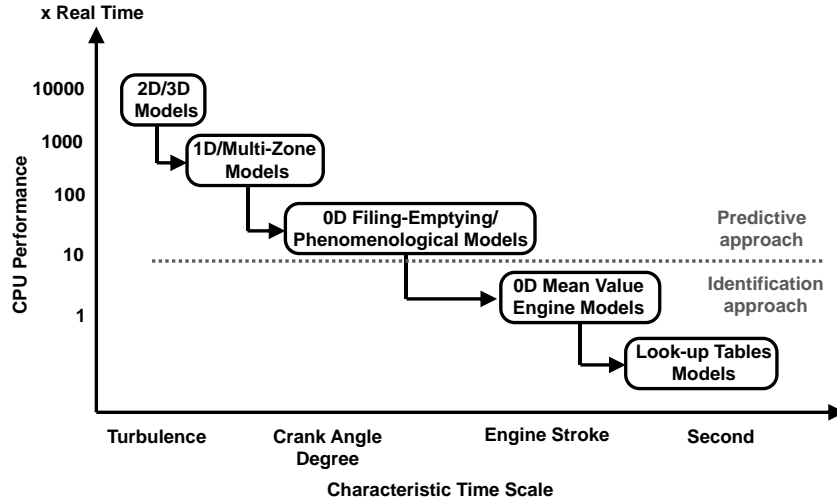 x Real Time
10000
1000
100
10
1
CPU Performance
2D/3D
Models
1D/Multi-Zone
Models
0D Filing-Emptying/
Phenomenological Models
Predictive
approach
0D Mean Value
Engine Models
Identification
approach
Look-up Tables
Models
Turbulence
Crank Angle
Degree
Engine Stroke
Second
Characteristic Time Scale